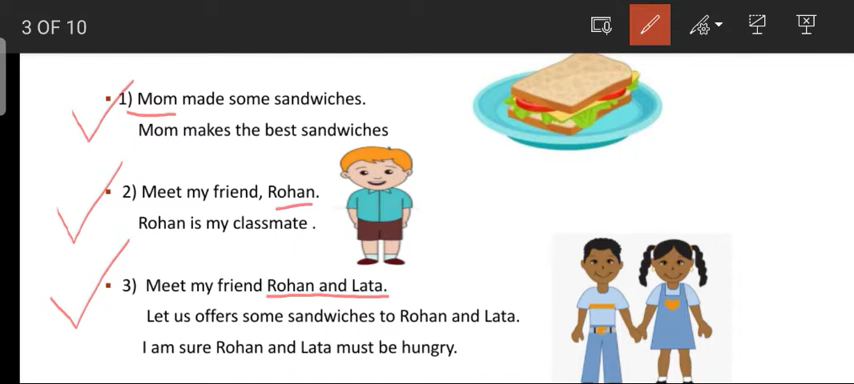 3 OF 10
1) Mom made some sandwiches.
Mom makes the best sandwiches
2) Meet my friend, Rohan.
Rohan is my classmate .
3) Meet my friend Rohan and Lata.
Let us offers some sandwiches to Rohan and Lata.
I am sure Rohan and Lata must be hungry.